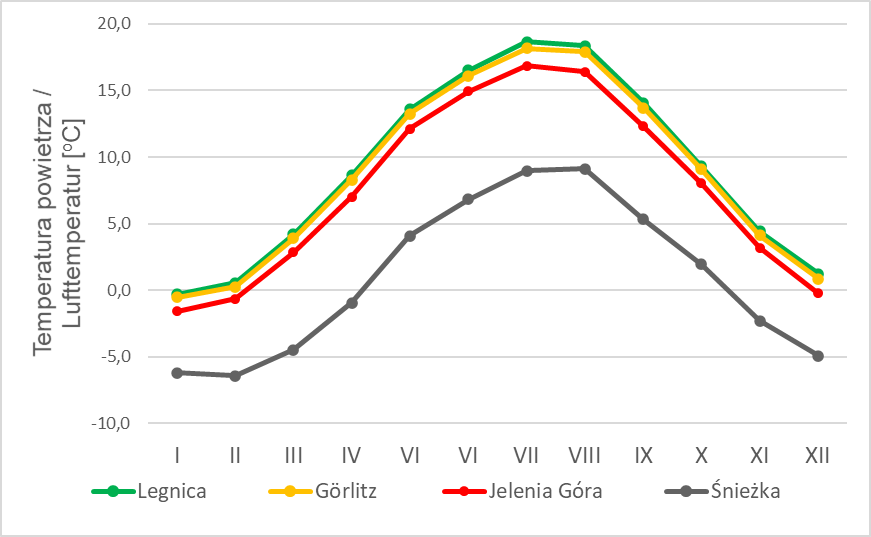 Temperatura powietrza /
Lufttemperatur [°C]
20,0
15,0
10,0
5,0
0,0
-5,0
-10,0
I II III IV VI VI VII VIII IX X XI XII
Legnica Görlitz Jelenia Góra Śnieżka